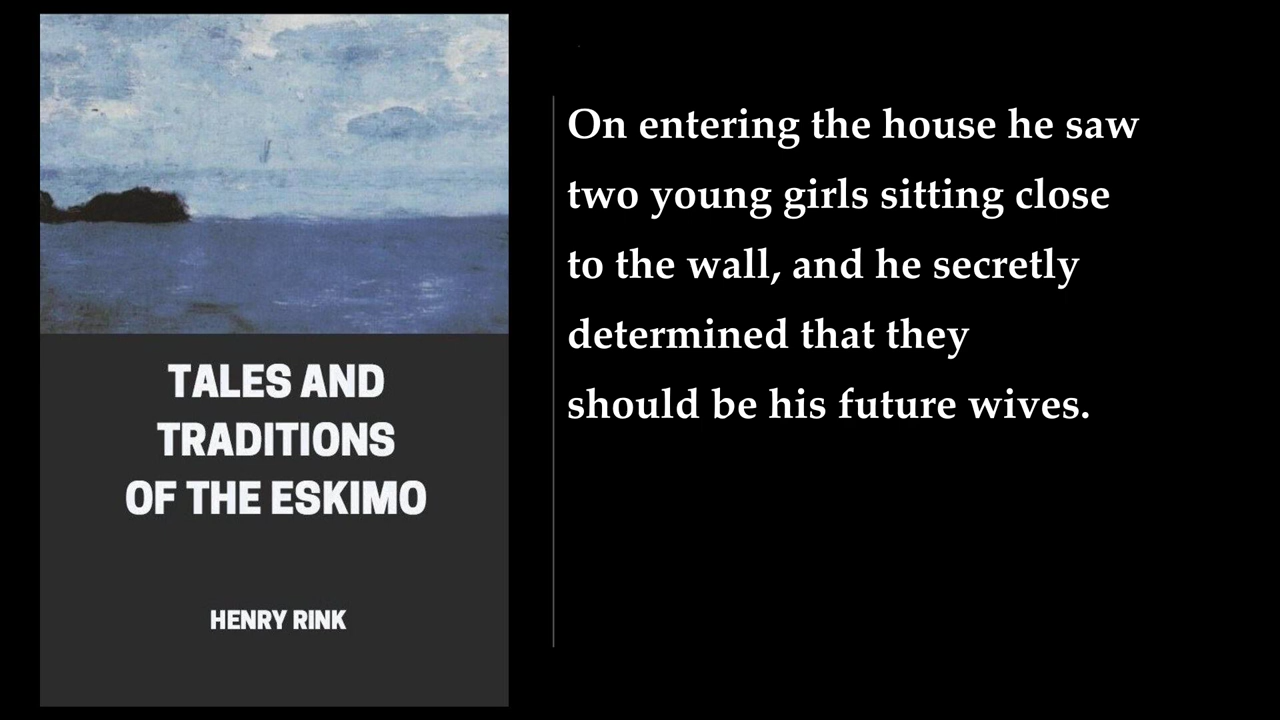 TALES AND
TRADITIONS
OF THE ESKIMO
HENRY RINK
On entering the house he saw
two young girls sitting close
to the wall, and he secretly
determined that they
should be his future wives.